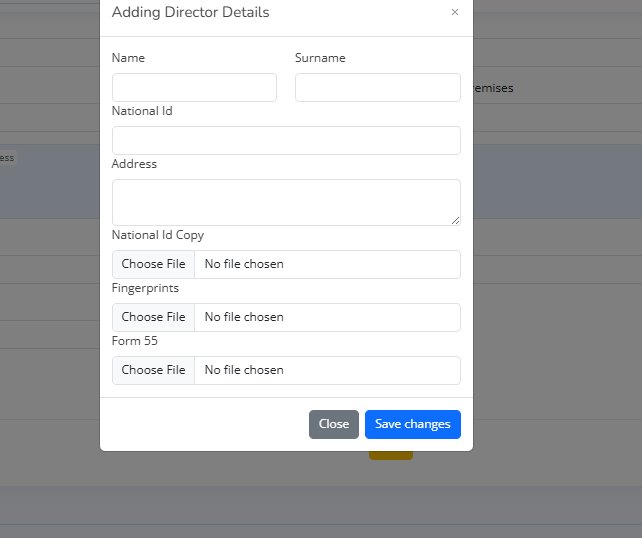 Adding Director Details ×
Name Surname
emises
National Id
ess
Address
National Id Copy
Choose File No file chosen
Fingerprints
Choose File No file chosen
Form 55
Choose File No file chosen
Close Save changes